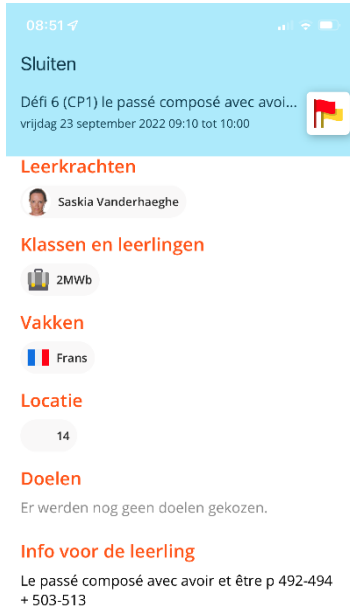 08:51
Sluiten
Défi 6 (CP1) le passé composé avec avoi...
vrijdag 23 september 2022 09:10 tot 10:00
Leerkrachten
Saskia Vanderhaeghe
Klassen en leerlingen
2MWb
Vakken
Frans
Locatie
14
Doelen
Er werden nog geen doelen gekozen.
Info voor de leerling
Le passé composé avec avoir et être p 492-494
+ 503-513